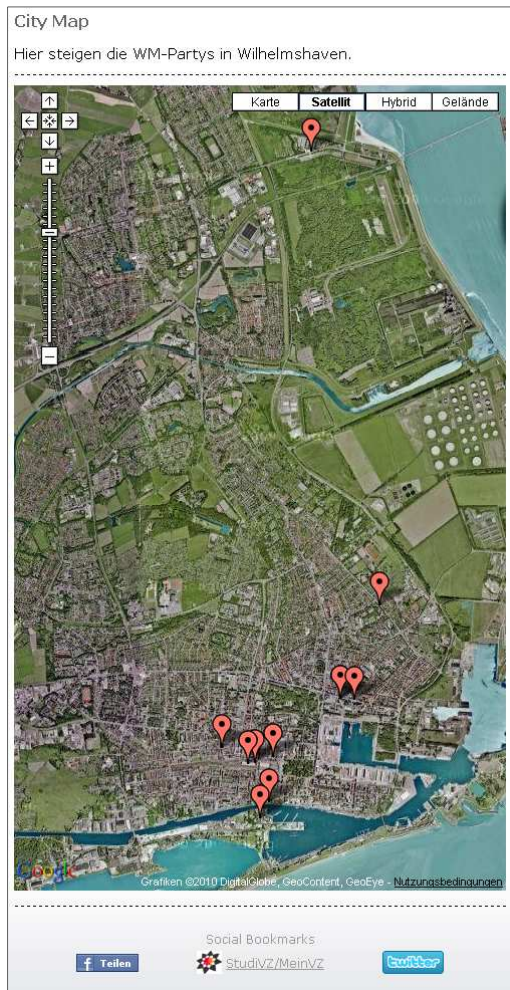 City Map
Hier steigen die WM-Partys in Wilhelmshaven.
Karte Satellit Hybrid Gelände
Google
Grafiken ©2010 DigitalGlobe, GeoContent, GeoEye - Nutzungsbedingungen
Social Bookmarks
f Teilen StudiVZ/MeinVZ twitter